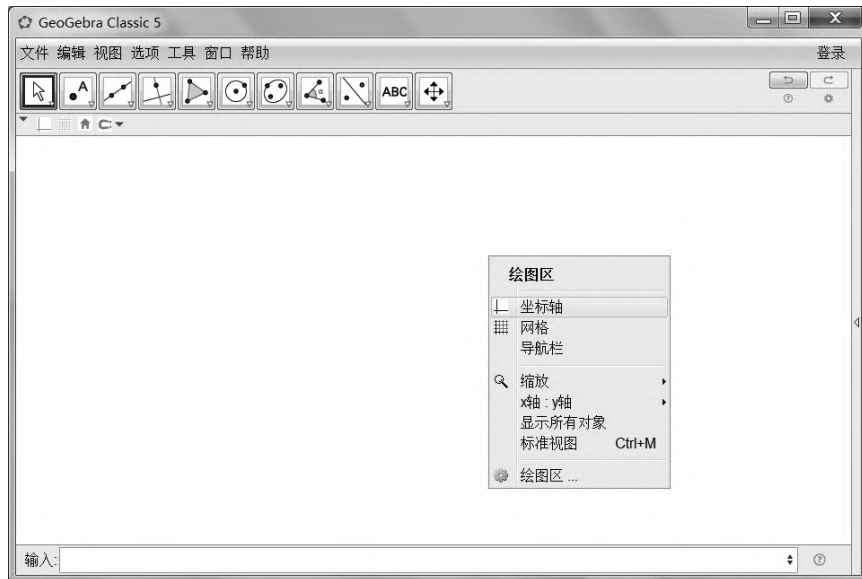 GeoGebra Classic 5
文件 编辑 视图 选项 工具 窗口 帮助 登录
A
α
ABC
绘图区
坐标轴
网格
导航栏
缩放
x轴 : y轴
显示所有对象
标准视图 Ctrl+M
绘图区 ...
输入: